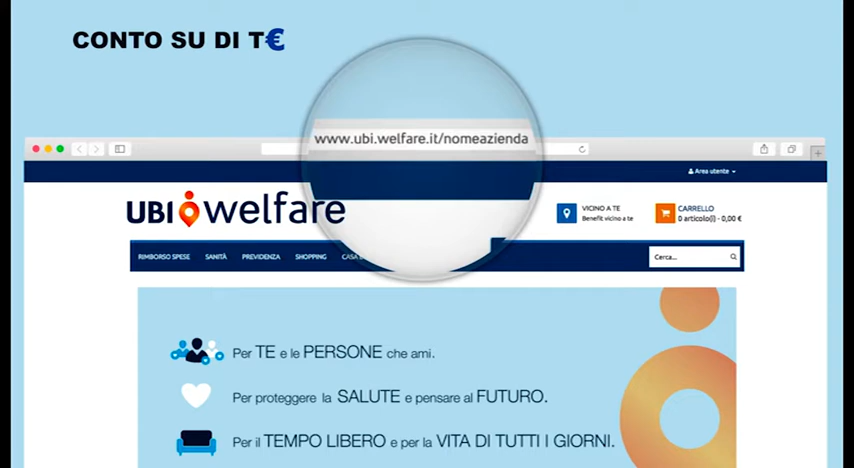 CONTO SU DI T€
www.ubi.welfare.it/nomeazienda
Area utente
UBI welfare
VICINO A TE
Benefit vicino a te
CARRELLO
0 articolo(i) - 0,00 €
RIMBORSO SPESE SANITÀ PREVIDENZA SHOPPING CASA
Cerca...
Per TE e le PERSONE che ami.
Per proteggere la SALUTE e pensare al FUTURO.
Per il TEMPO LIBERO e per la VITA DI TUTTI I GIORNI.